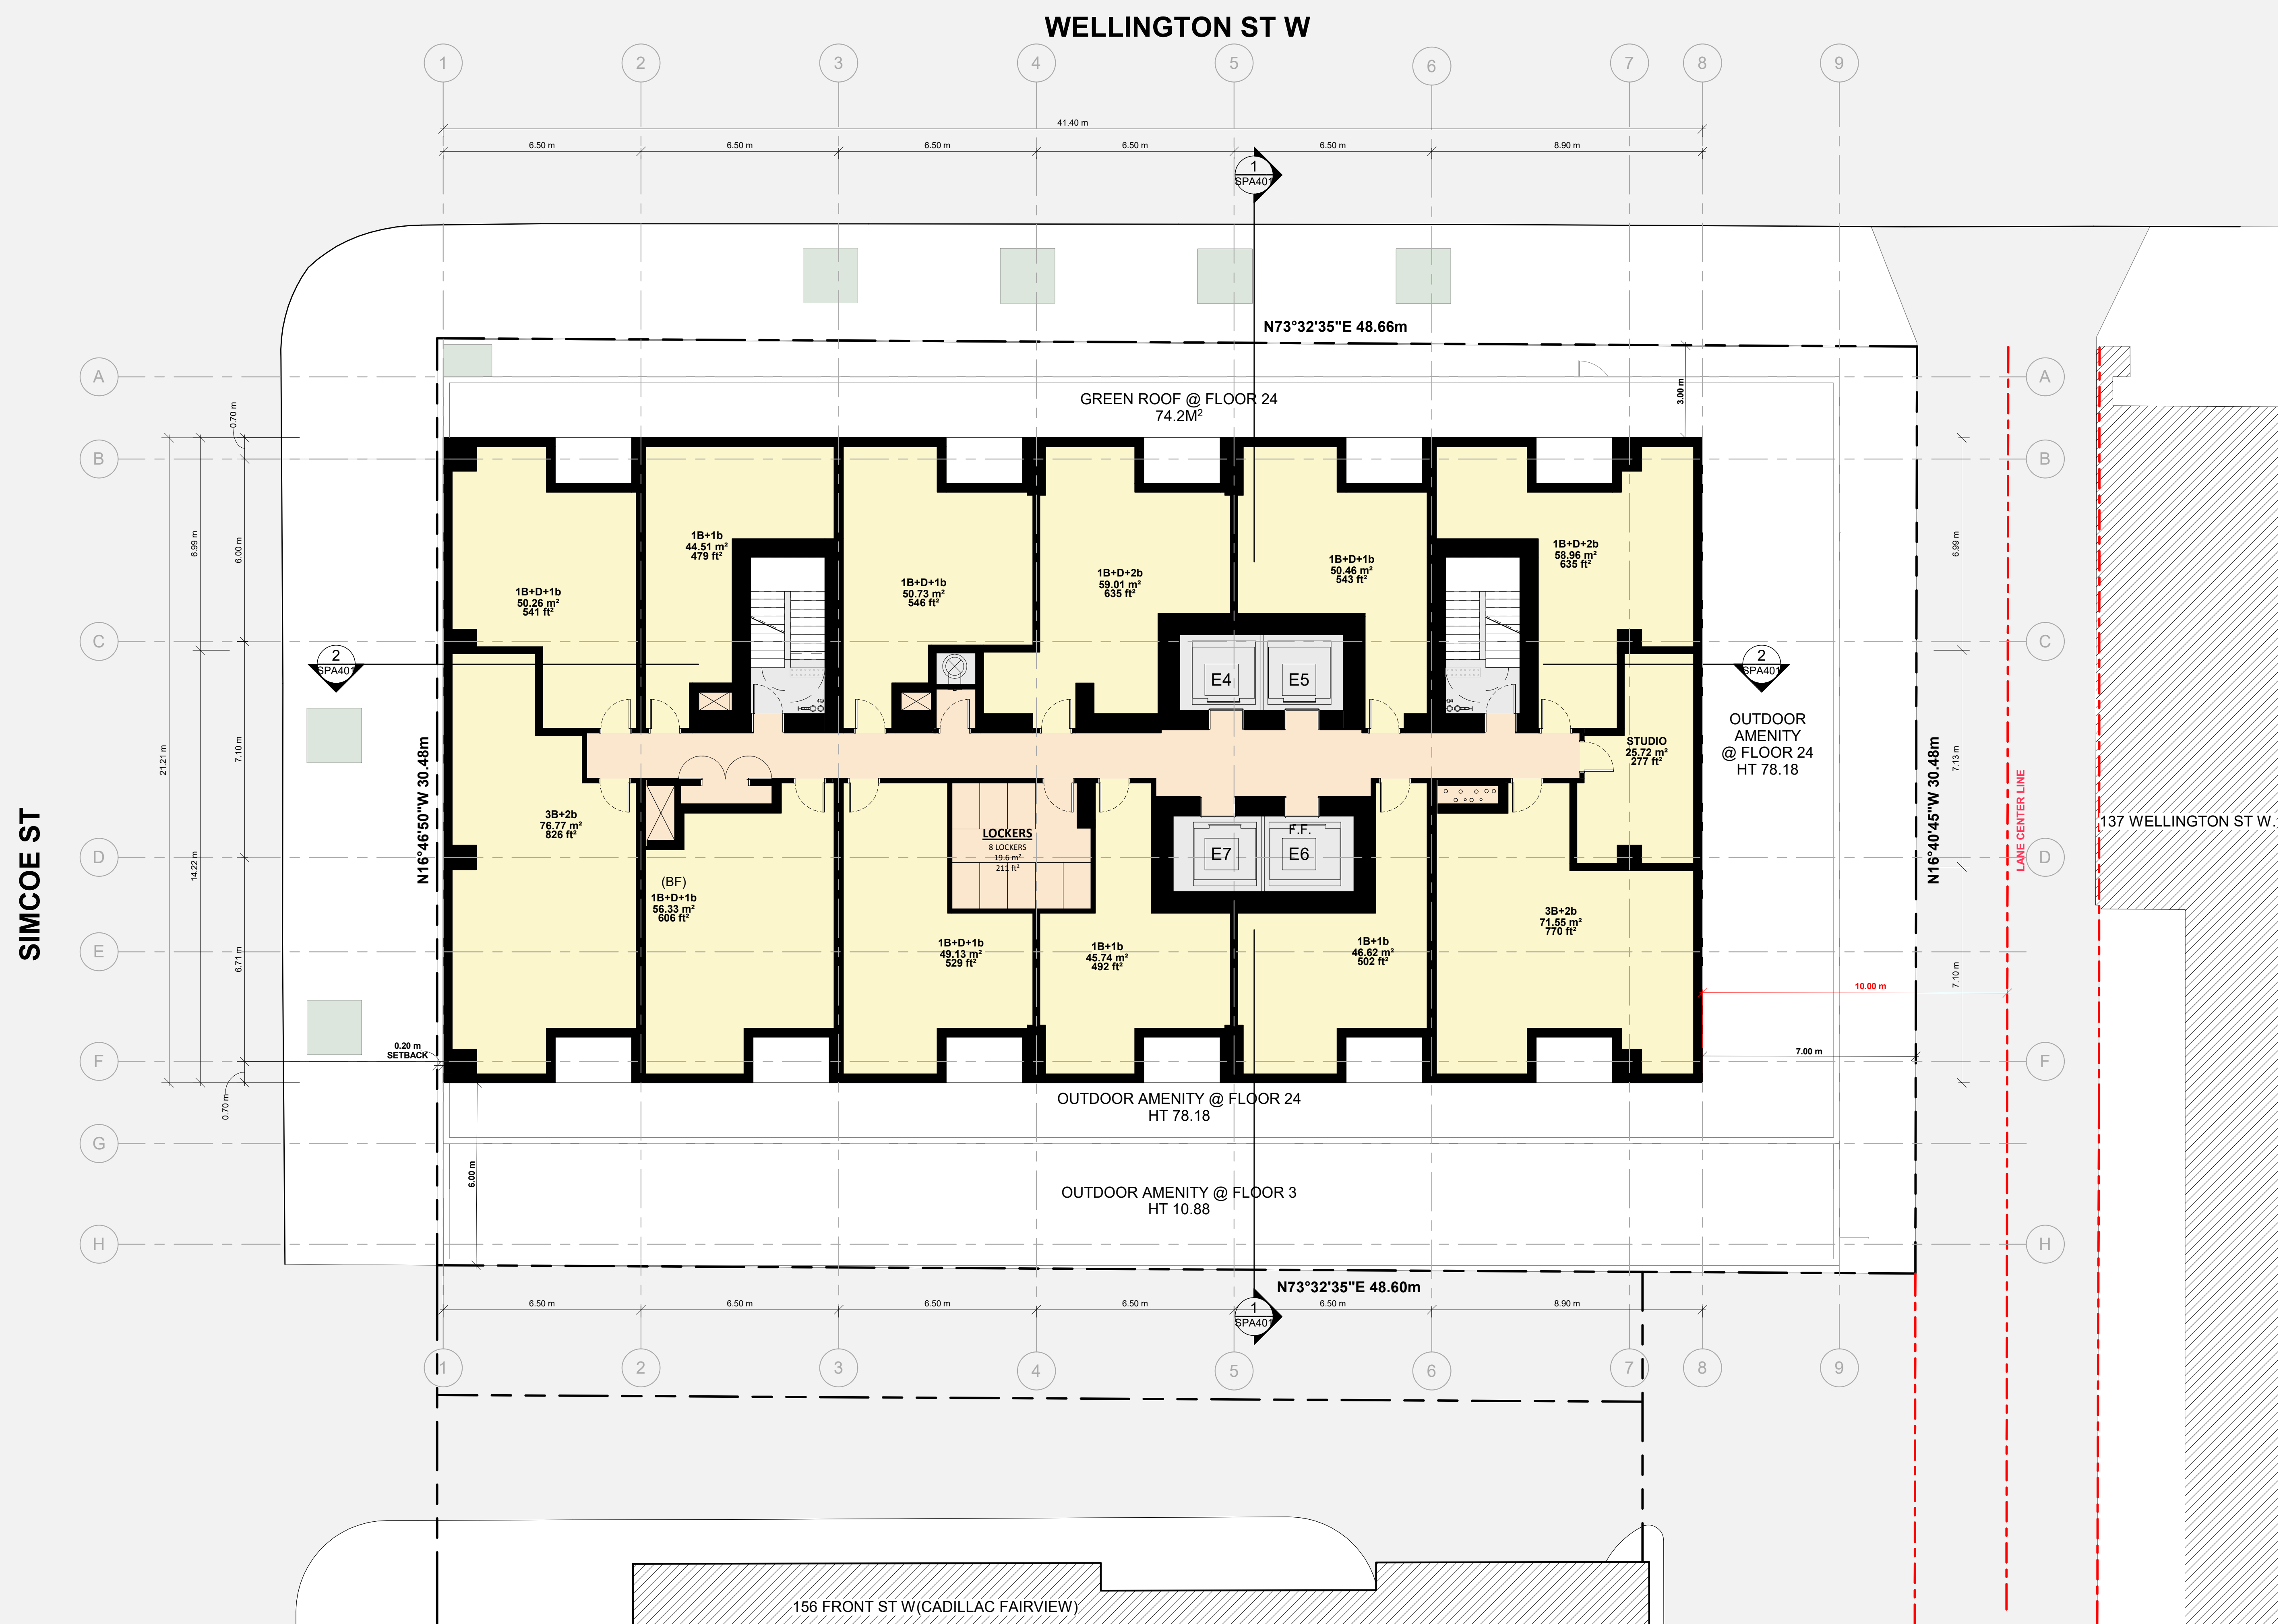 WELLINGTON ST W
1
2
3
4
5
6
7
8
9
41.40 m
6.50 m
6.50 m
6.50 m
6.50 m
6.50 m
8.90 m
1
SPA401
N73°32'35"E 48.66m
A
A
3.00 m
GREEN ROOF @ FLOOR 24
74.2M²
0.70 m
B
B
6.99 m
6.00 m
6.99 m
1B+D+1b
50.26 m²
541 ft²
1B+1b
44.51 m²
479 ft²
1B+D+1b
50.73 m²
546 ft²
1B+D+2b
59.01 m²
635 ft²
1B+D+1b
50.46 m²
543 ft²
1B+D+2b
58.96 m²
635 ft²
C
C
2
SPA401
2
SPA401
E4
E5
21.21 m
7.10 m
14.22 m
N16°46'50"W 30.48m
STUDIO
25.72 m²
277 ft²
OUTDOOR
AMENITY
@ FLOOR 24
HT 78.18
N16°40'45"W 30.48m
7.13 m
LANE CENTER LINE
137 WELLINGTON ST W.
SIMCOE ST
3B+2b
76.77 m²
826 ft²
LOCKERS
8 LOCKERS
19.6 m²
211 ft²
F.F.
E7
E6
D
D
(BF)
1B+D+1b
56.33 m²
606 ft²
1B+D+1b
49.13 m²
529 ft²
1B+1b
45.74 m²
492 ft²
1B+1b
46.62 m²
502 ft²
3B+2b
71.55 m²
770 ft²
E
E
6.71 m
7.10 m
10.00 m
0.20 m
SETBACK
7.00 m
F
F
0.70 m
OUTDOOR AMENITY @ FLOOR 24
HT 78.18
G
6.00 m
OUTDOOR AMENITY @ FLOOR 3
HT 10.88
H
H
N73°32'35"E 48.60m
6.50 m
6.50 m
6.50 m
6.50 m
6.50 m
8.90 m
1
SPA401
1
2
3
4
5
6
7
8
9
156 FRONT ST W(CADILLAC FAIRVIEW)